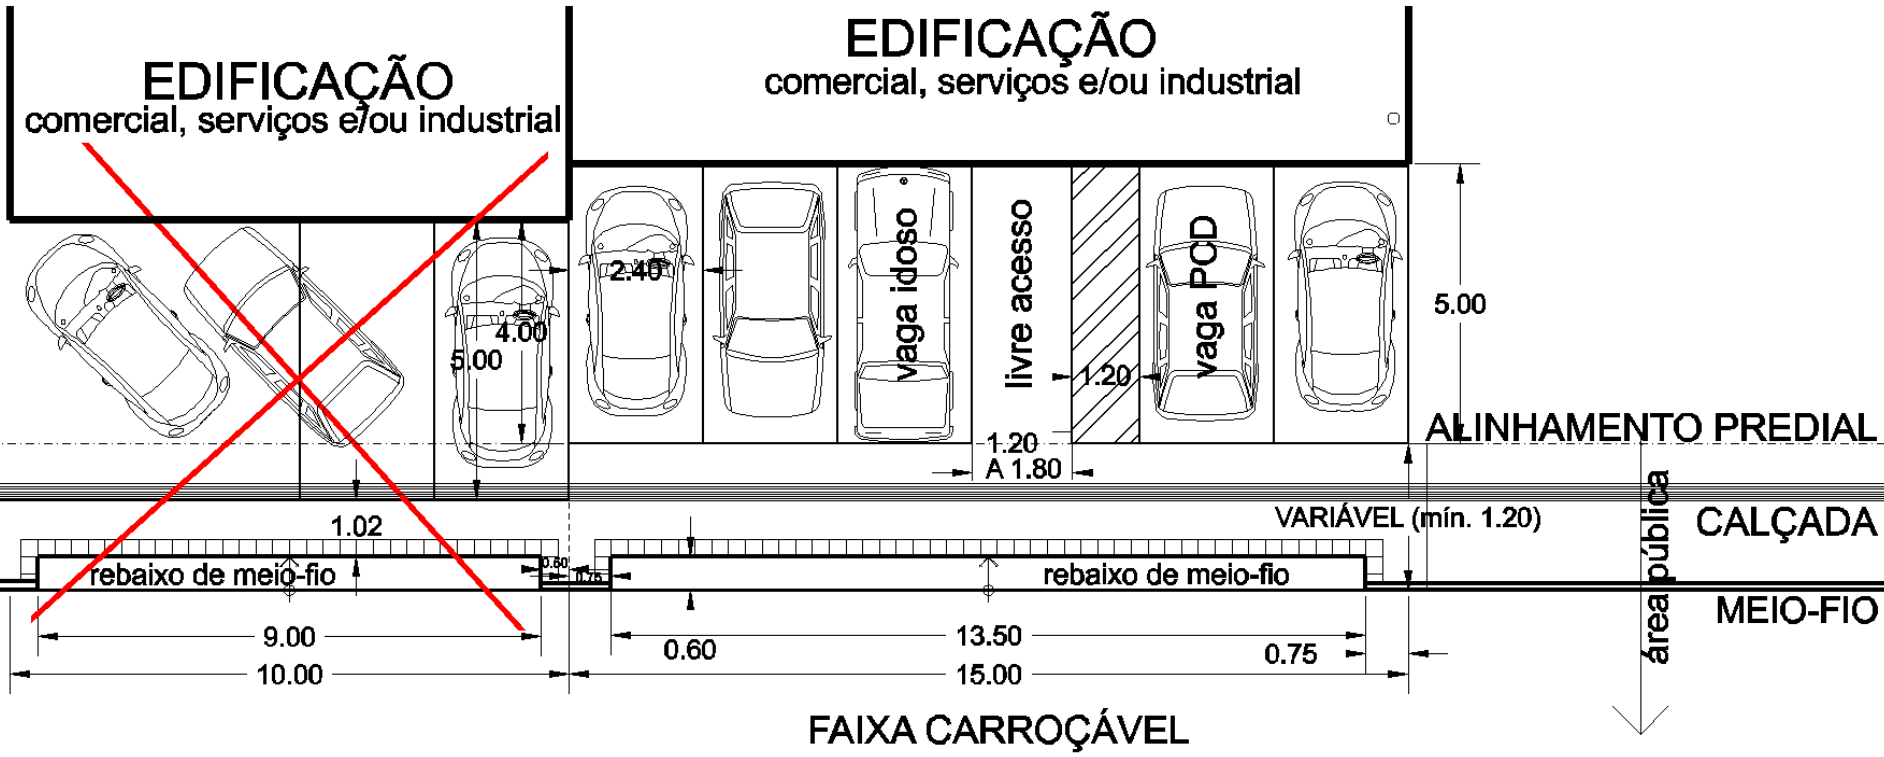 EDIFICAÇÃO
comercial, serviços e/ou industrial
EDIFICAÇÃO
comercial, serviços e/ou industrial
2.40
4.00
5.00
vaga idoso
livre acesso
1.20
vaga PCD
5.00
1.20
A 1.80
ALINHAMENTO PREDIAL
VARIÁVEL (mín. 1.20)
CALÇADA
área pública
1.02
0.60
0.75
rebaixo de meio-fio
rebaixo de meio-fio
MEIO-FIO
9.00
13.50
0.60
0.75
10.00
15.00
FAIXA CARROÇÁVEL